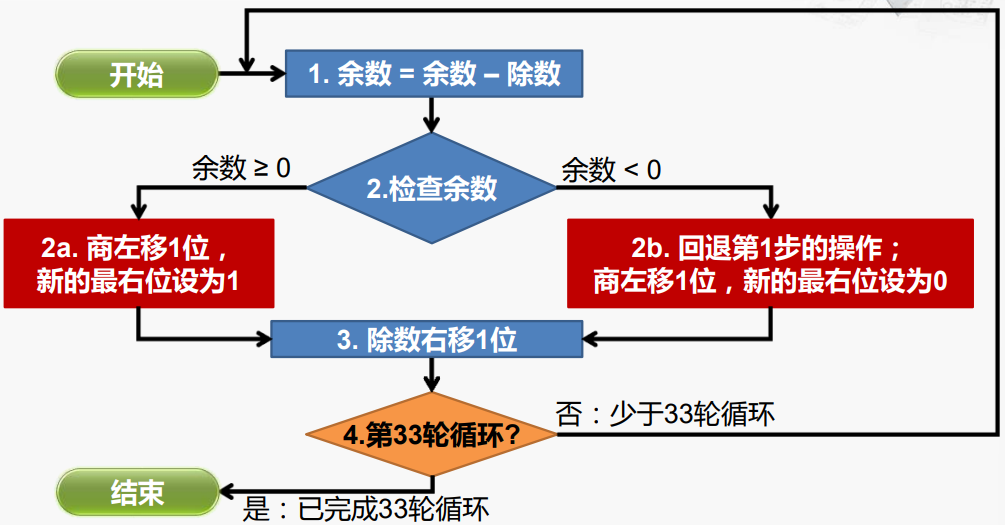 开始
1. 余数 = 余数 – 除数
2.检查余数
余数 ≥ 0
余数 < 0
2a. 商左移1位，
新的最右位设为1
2b. 回退第1步的操作；
商左移1位，新的最右位设为0
3. 除数右移1位
4.第33轮循环?
否：少于33轮循环
是：已完成33轮循环
结束